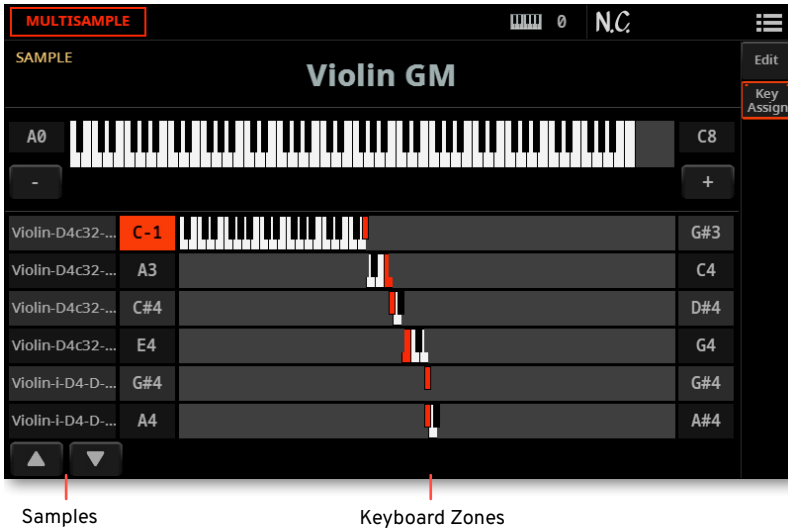 MULTISAMPLE 0 N.C.
SAMPLE
Violin GM
Edit
Key
Assign
A0 C8
- +
Violin-D4c32-... C-1 G#3
Violin-D4c32-... A3 C4
Violin-D4c32-... C#4 D#4
Violin-D4c32-... E4 G4
Violin-i-D4-D-... G#4 G#4
Violin-i-D4-D-... A4 A#4
Samples Keyboard Zones